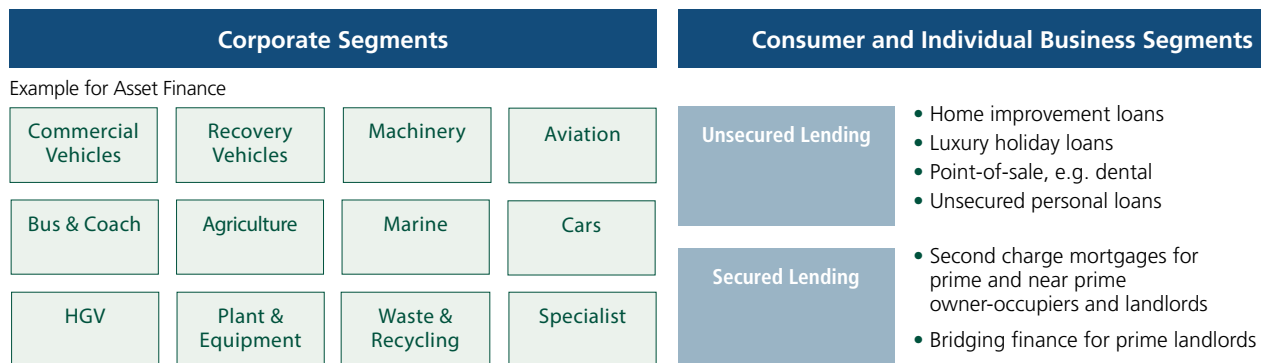 Corporate Segments
Example for Asset Finance
Commercial
Vehicles
Recovery
Vehicles
Machinery
Aviation
Bus & Coach
Agriculture
Marine
Cars
HGV
Plant &
Equipment
Waste &
Recycling
Specialist
Consumer and Individual Business Segments
Unsecured Lending
• Home improvement loans
• Luxury holiday loans
• Point-of-sale, e.g. dental
• Unsecured personal loans
Secured Lending
• Second charge mortgages for
prime and near prime
owner-occupiers and landlords
• Bridging finance for prime landlords